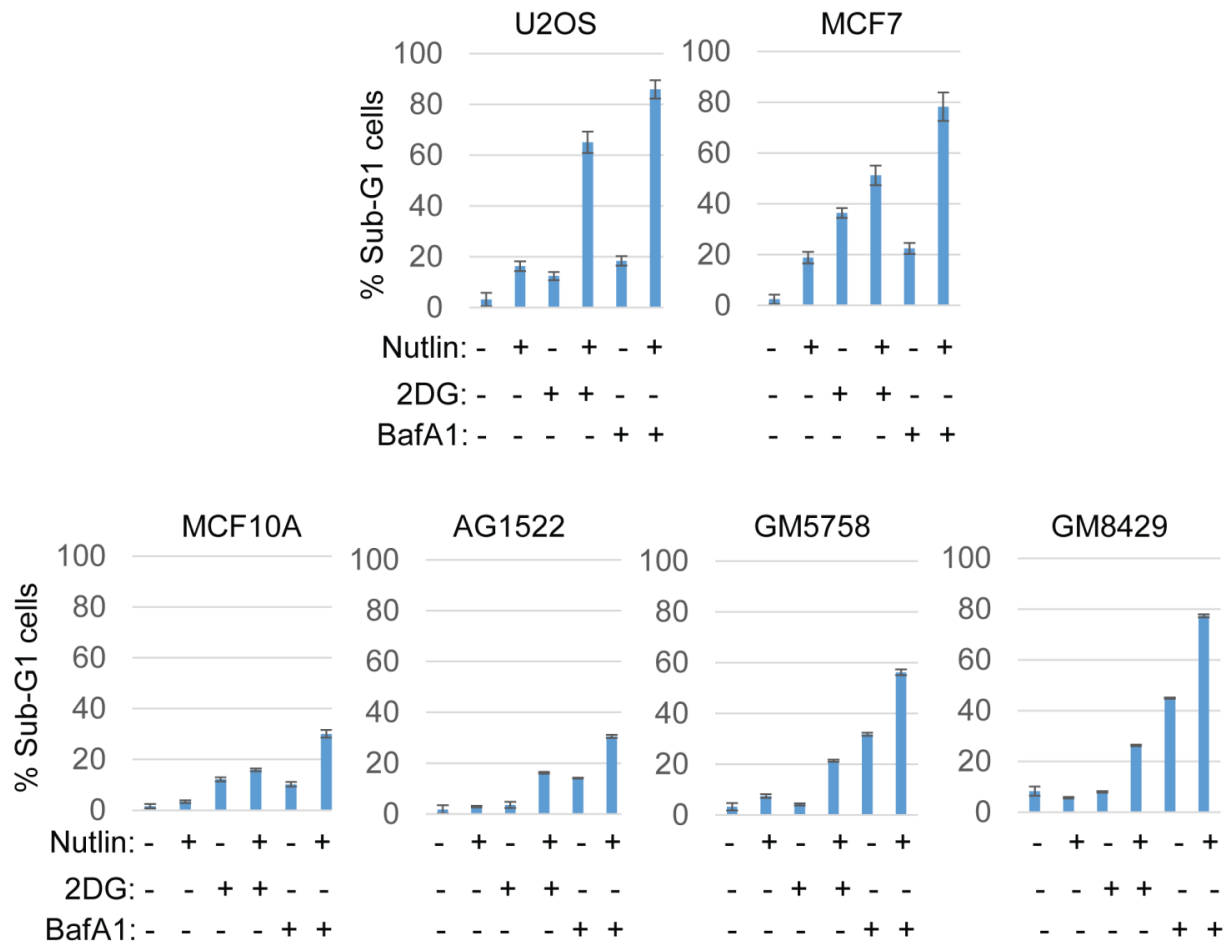 U2OS MCF7
% Sub-G1 cells
100 100
80 80
60 60
40 40
20 20
0 0
Nutlin: - + - + - + - + - + - +
2DG: - - + + - - - - + + - -
BafA1: - - - - + + - - - - + +
MCF10A AG1522 GM5758 GM8429
% Sub-G1 cells
100 100 100 100
80 80 80 80
60 60 60 60
40 40 40 40
20 20 20 20
0 0 0 0
Nutlin: - + - + - + - + - + - + - + - + - + - + - + - +
2DG: - - + + - - - - + + - - - - + + - - - - + + - -
BafA1: - - - - + + - - - - + + - - - - + + - - - - + +